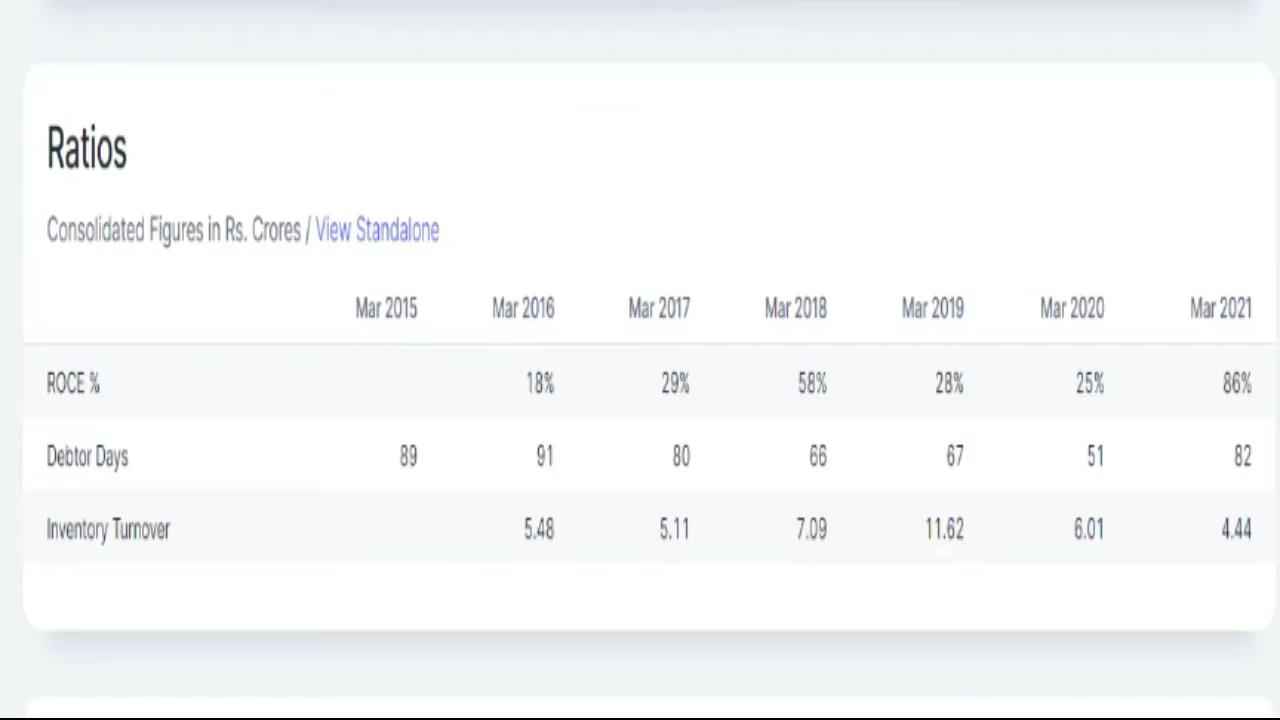 Ratios
Consolidated Figures in Rs. Crores / View Standalone
Mar 2015 Mar 2016 Mar 2017 Mar 2018 Mar 2019 Mar 2020 Mar 2021
ROCE % 18% 29% 58% 28% 25% 86%
Debtor Days 89 91 80 66 67 51 82
Inventory Turnover 5.48 5.11 7.09 11.62 6.01 4.44